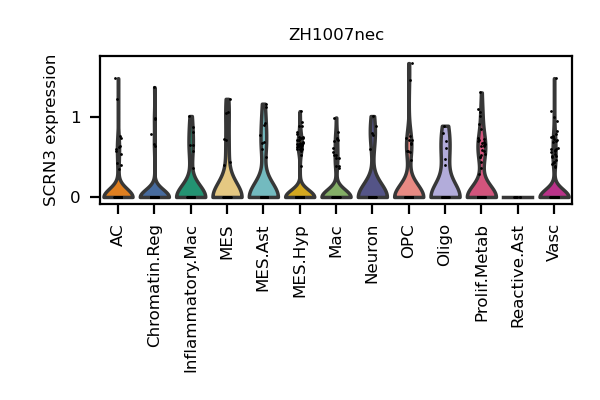 ZH1007nec
SCRN3 expression
1
0
AC
Chromatin.Reg
Inflammatory.Mac
MES
MES.Ast
MES.Hyp
Mac
Neuron
OPC
Oligo
Prolif.Metab
Reactive.Ast
Vasc